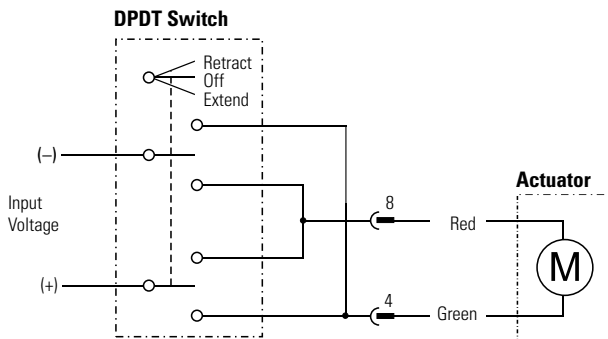 DPDT Switch
Retract
Off
Extend
(–)
Input
Voltage
(+)
8
Red
4
Green
Actuator
M